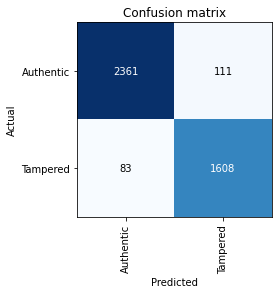 Confusion matrix
Authentic 2361 111
Actual
Tampered 83 1608
Authentic Tampered
Predicted